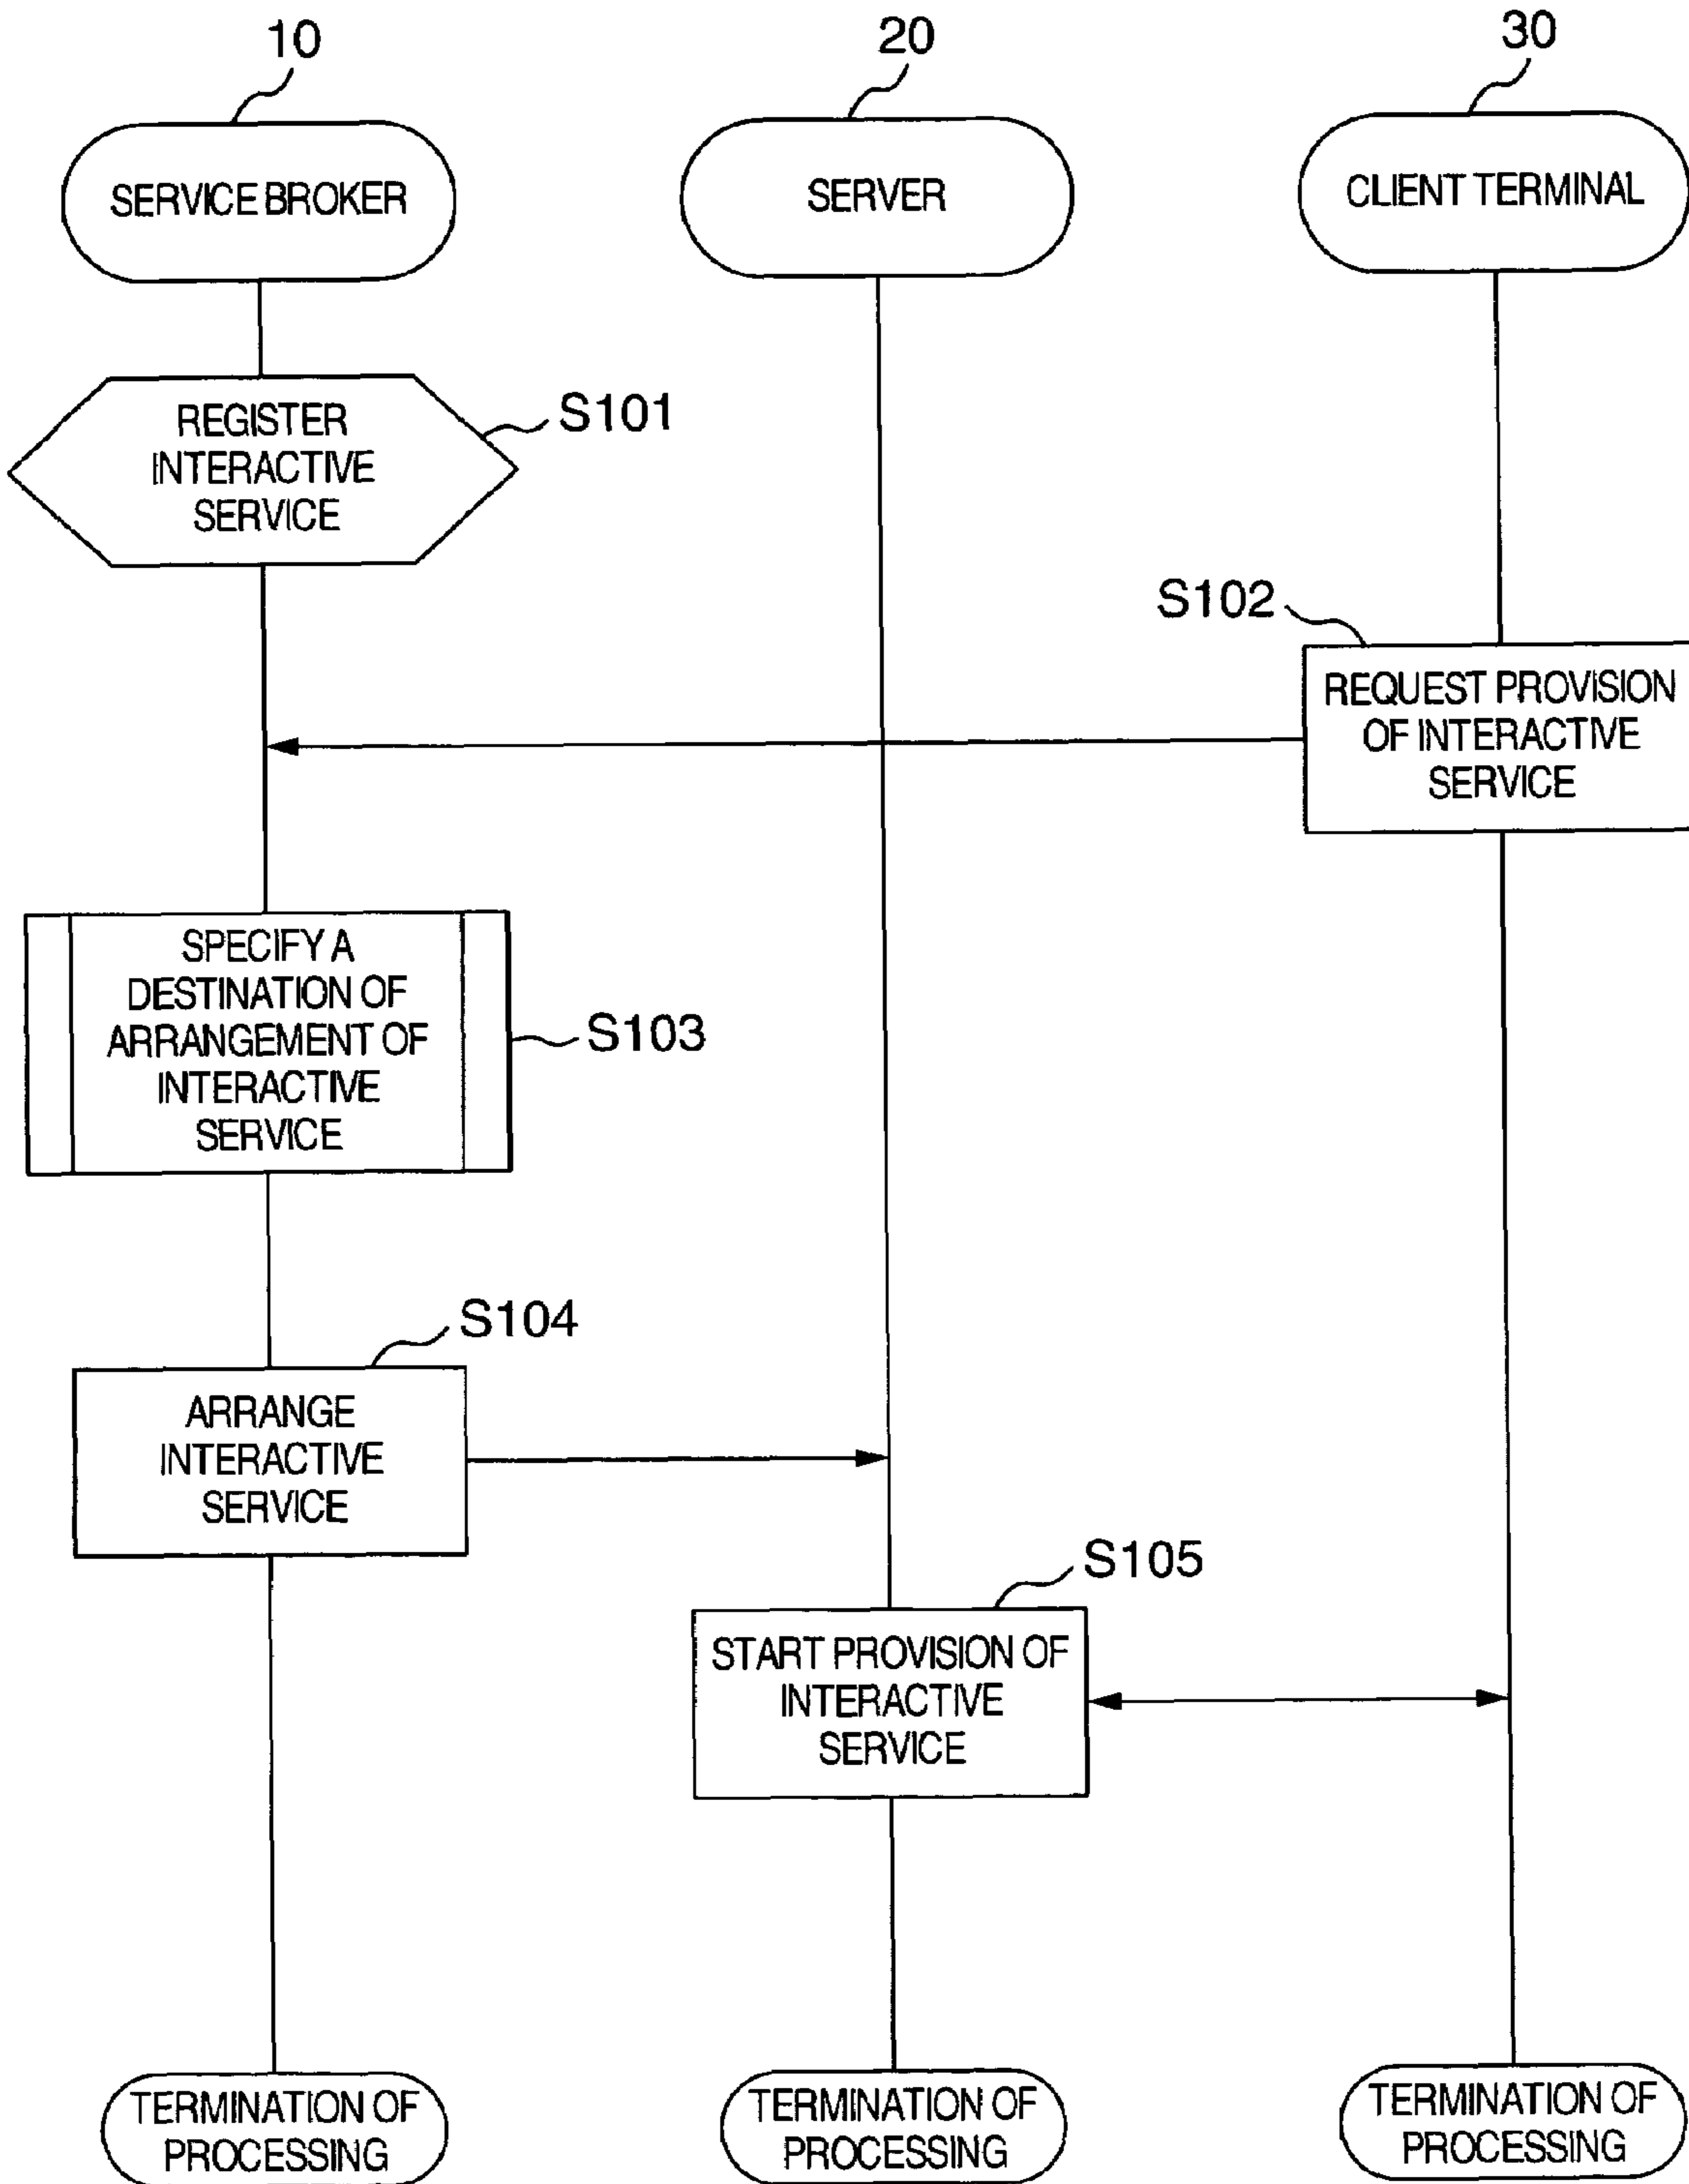 10
20
30
SERVICE BROKER
SERVER
CLIENT TERMINAL
REGISTER
INTERACTIVE
SERVICE
S101
S102
REQUEST PROVISION
OF INTERACTIVE
SERVICE
SPECIFY A
DESTINATION OF
ARRANGEMENT OF
INTERACTIVE
SERVICE
S103
S104
ARRANGE
INTERACTIVE
SERVICE
S105
START PROVISION OF
INTERACTIVE
SERVICE
TERMINATION OF
PROCESSING
TERMINATION OF
PROCESSING
TERMINATION OF
PROCESSING